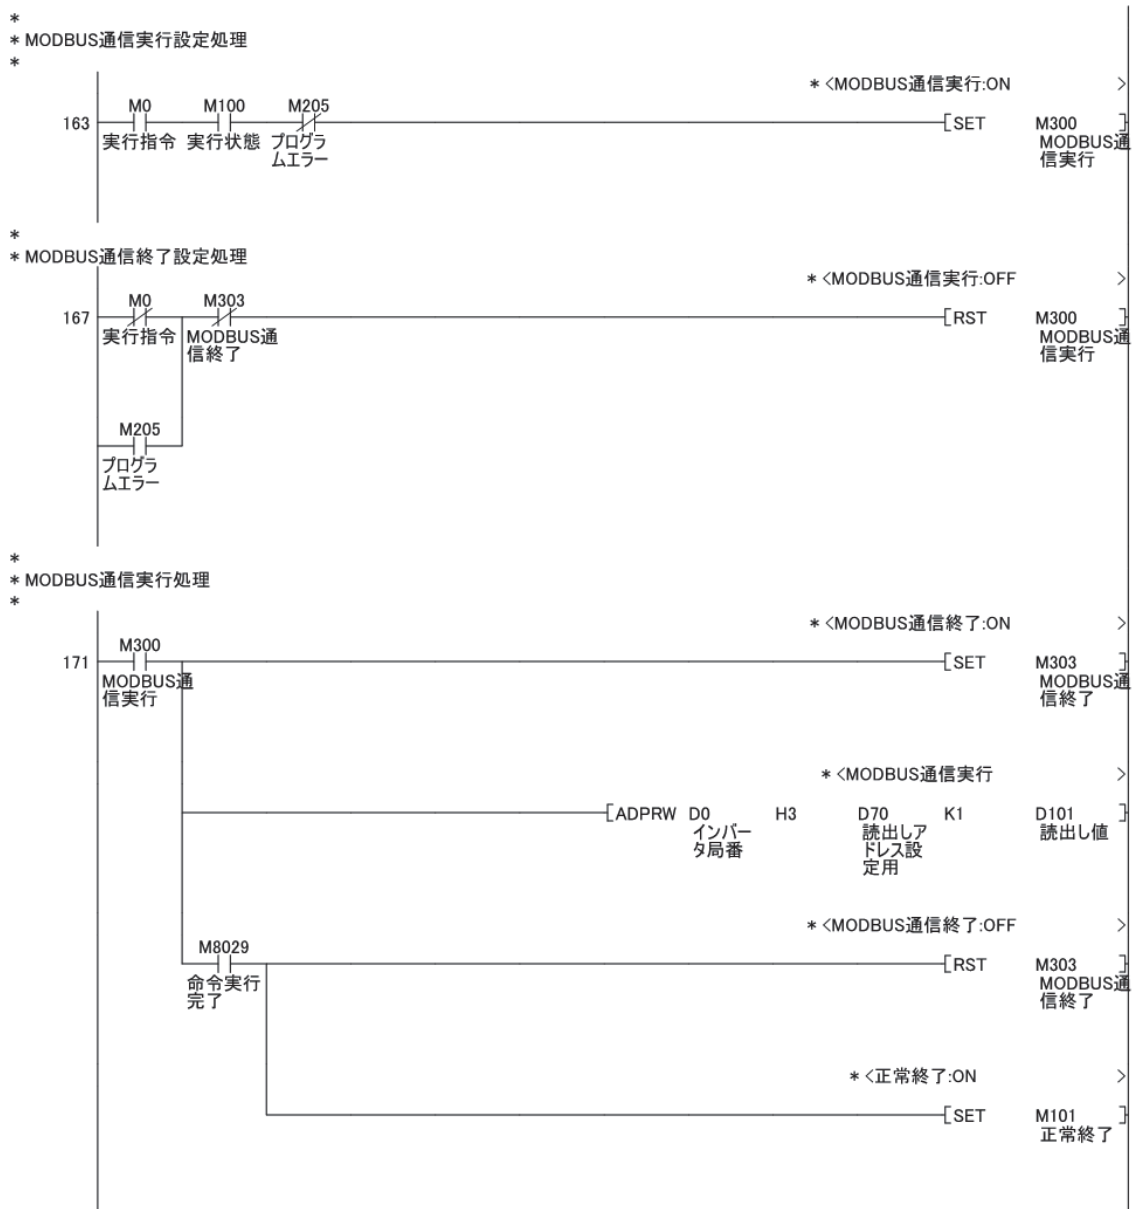 *
* MODBUS通信実行設定処理
*
* <MODBUS通信実行:ON >
M0 M100 M205
163 [SET M300 ]
実行指令 実行状態 プログラ MODBUS通
ムエラー 信実行
*
* MODBUS通信終了設定処理
* <MODBUS通信実行:OFF >
M0 M303
167 [RST M300 ]
実行指令 MODBUS通 MODBUS通
信終了 信実行
M205
プログラ
ムエラー
*
* MODBUS通信実行処理
*
* <MODBUS通信終了:ON >
M300
171 [SET M303 ]
MODBUS通 MODBUS通
信実行 信終了
* <MODBUS通信実行 >
[ADPRW D0 H3 D70 K1 D101 ]
インバー 読出しア 読出し値
タ局番 ドレス設
定用
* <MODBUS通信終了:OFF >
M8029
[RST M303 ]
命令実行 MODBUS通
完了 信終了
* <正常終了:ON >
[SET M101 ]
正常終了